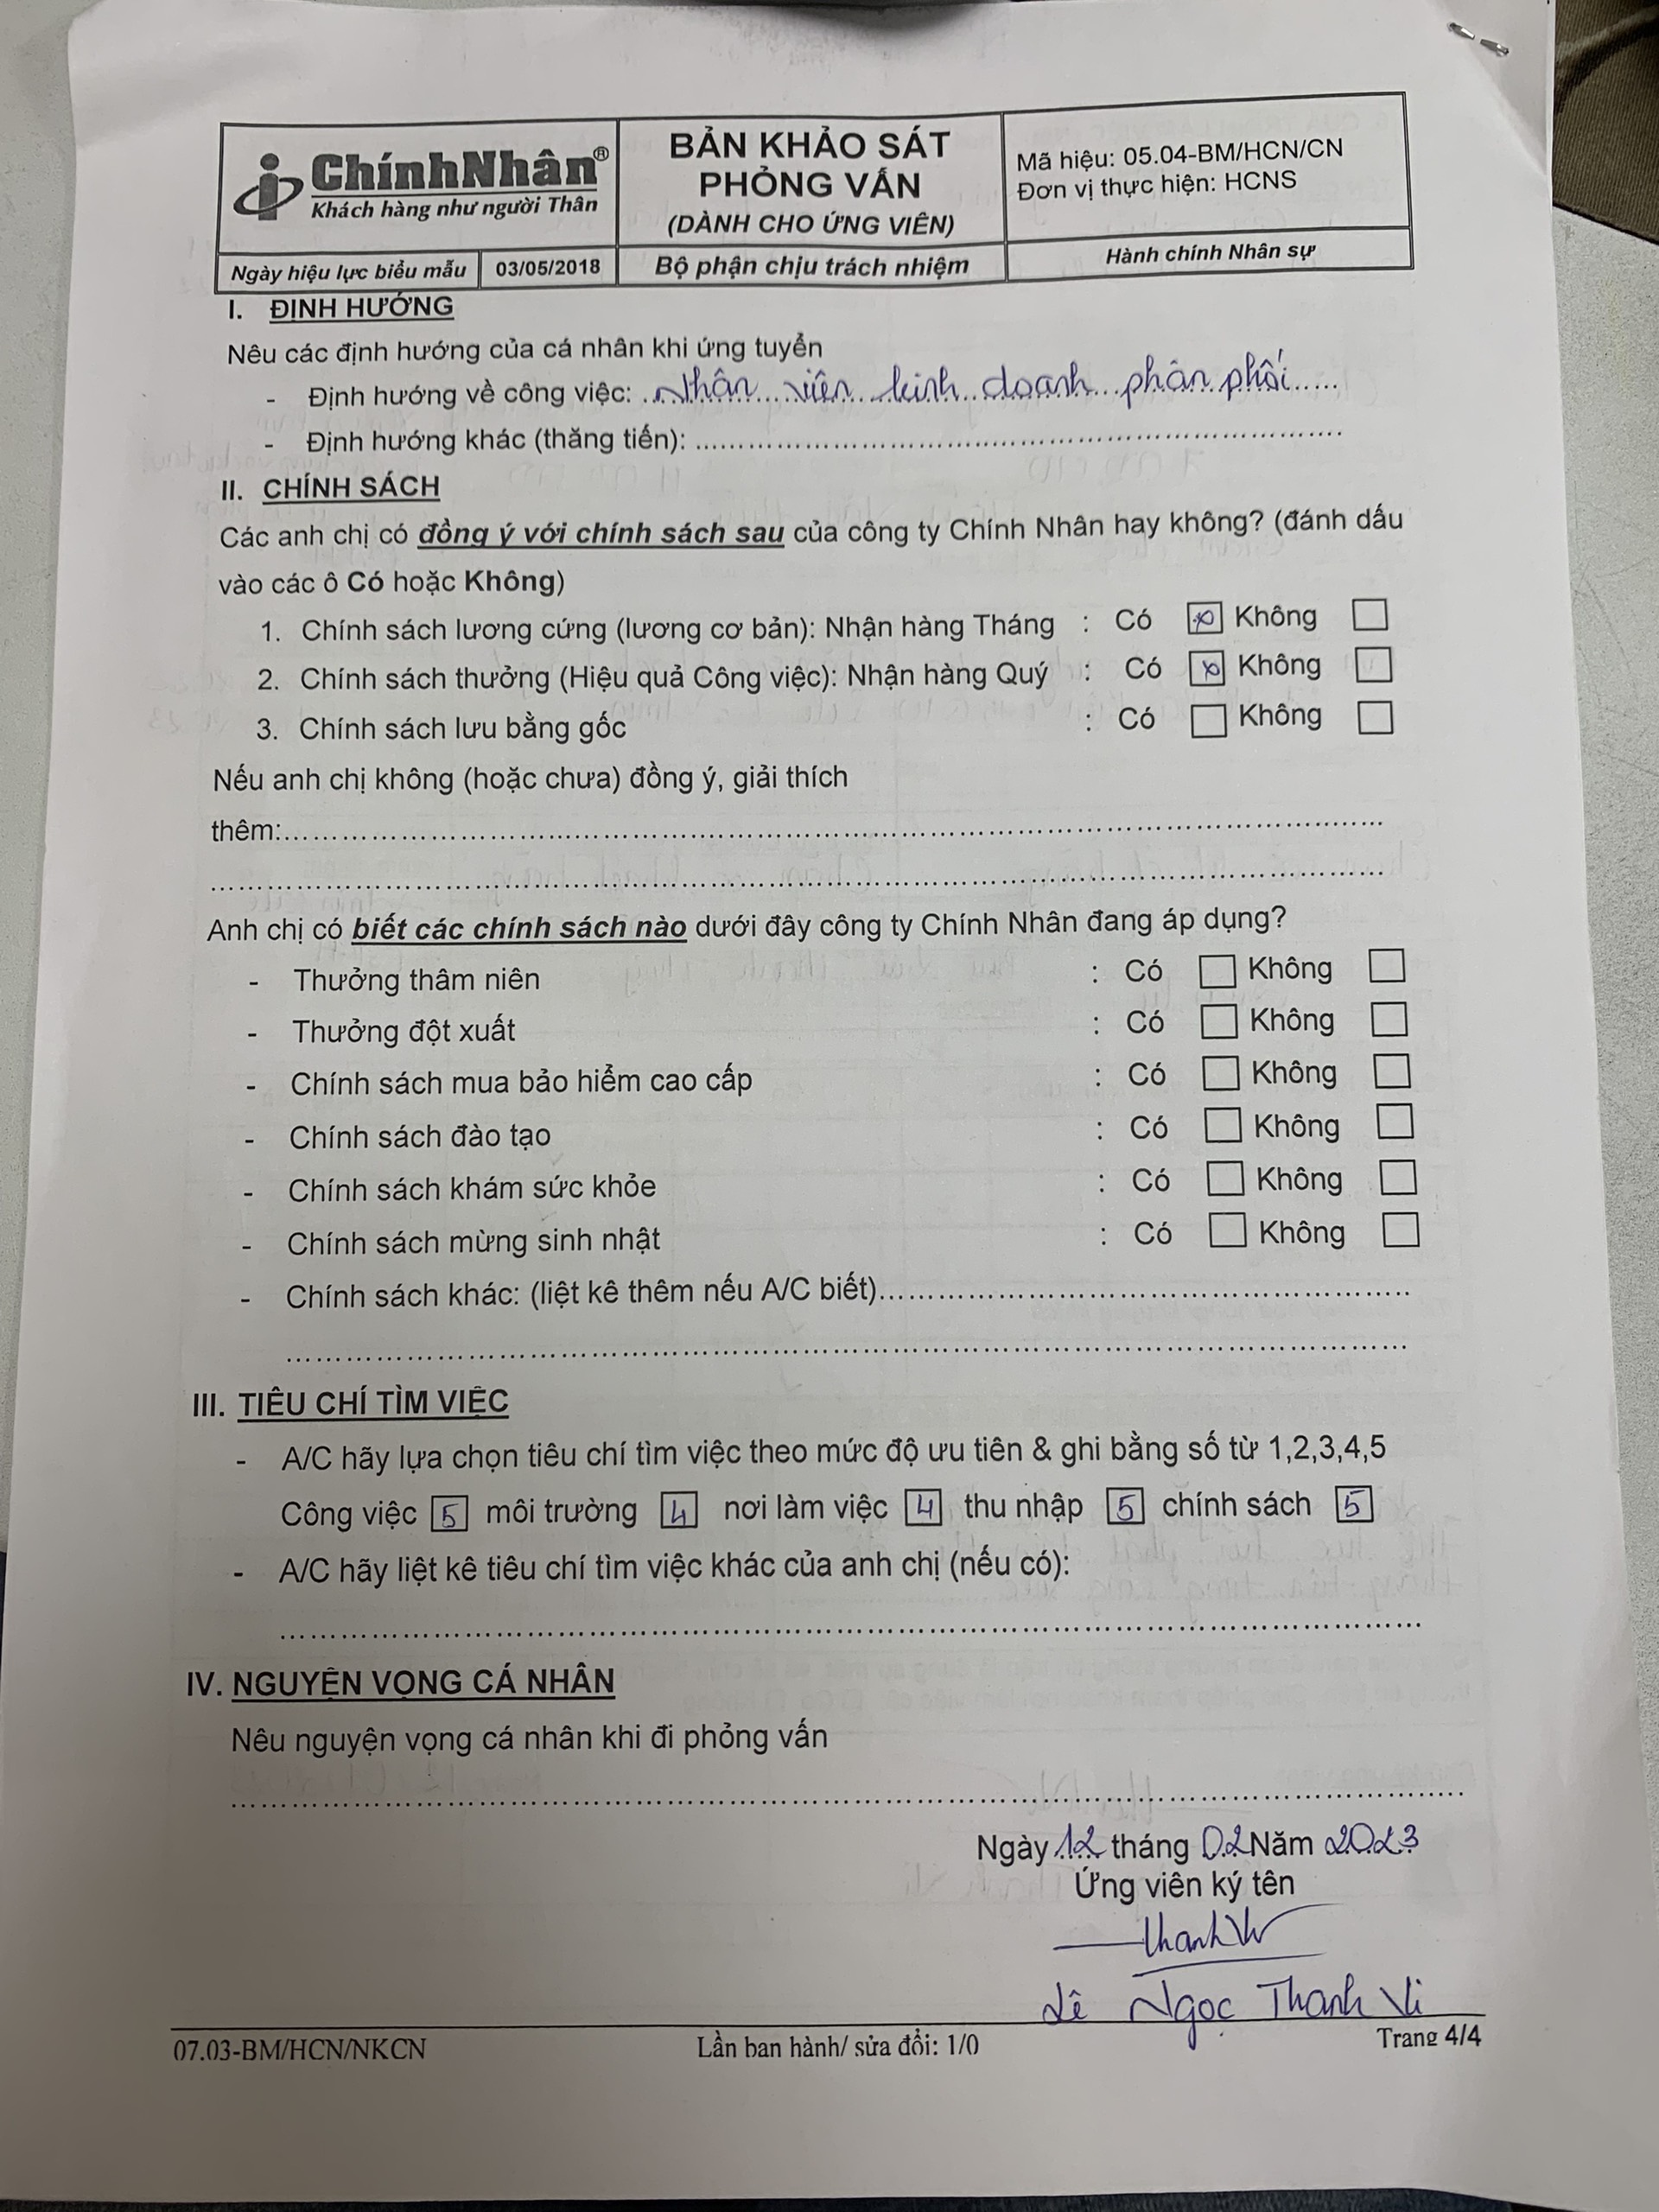 ChínhNhân®
Khách hàng như người Thân
BẢN KHẢO SÁT
PHỎNG VẤN
(DÀNH CHO ỨNG VIÊN)
Mã hiệu: 05.04-BM/HCN/CN
Đơn vị thực hiện: HCNS
Ngày hiệu lực biểu mẫu 03/05/2018 Bộ phận chịu trách nhiệm Hành chính Nhân sự
I. ĐỊNH HƯỚNG
Nêu các định hướng của cá nhân khi ứng tuyển
- Định hướng về công việc: Nhân viên kinh doanh phân phối
- Định hướng khác (thăng tiến): ........
II. CHÍNH SÁCH
Các anh chị có đồng ý với chính sách sau của công ty Chính Nhân hay không? (đánh dấu
vào các ô Có hoặc Không)
1. Chính sách lương cứng (lương cơ bản): Nhận hàng Tháng : Có ☒ Không ☐
2. Chính sách thưởng (Hiệu quả Công việc): Nhận hàng Quý : Có ☒ Không ☐
3. Chính sách lưu bằng gốc : Có ☐ Không ☐
Nếu anh chị không (hoặc chưa) đồng ý, giải thích
thêm:........
Anh chị có biết các chính sách nào dưới đây công ty Chính Nhân đang áp dụng?
- Thưởng thâm niên : Có ☐ Không ☐
- Thưởng đột xuất : Có ☐ Không ☐
- Chính sách mua bảo hiểm cao cấp : Có ☐ Không ☐
- Chính sách đào tạo : Có ☐ Không ☐
- Chính sách khám sức khỏe : Có ☐ Không ☐
- Chính sách mừng sinh nhật : Có ☐ Không ☐
- Chính sách khác: (liệt kê thêm nếu A/C biết)........
III. TIÊU CHÍ TÌM VIỆC
- A/C hãy lựa chọn tiêu chí tìm việc theo mức độ ưu tiên & ghi bằng số từ 1,2,3,4,5
Công việc 5 môi trường 4 nơi làm việc 4 thu nhập 5 chính sách 5
- A/C hãy liệt kê tiêu chí tìm việc khác của anh chị (nếu có):
IV. NGUYỆN VỌNG CÁ NHÂN
Nêu nguyện vọng cá nhân khi đi phỏng vấn
Ngày 12 tháng 02 Năm 2023
Ứng viên ký tên
ThanhVi
Lê Ngọc Thanh Vi
07.03-BM/HCN/NKCN Lần ban hành/ sửa đổi: 1/0 Trang 4/4